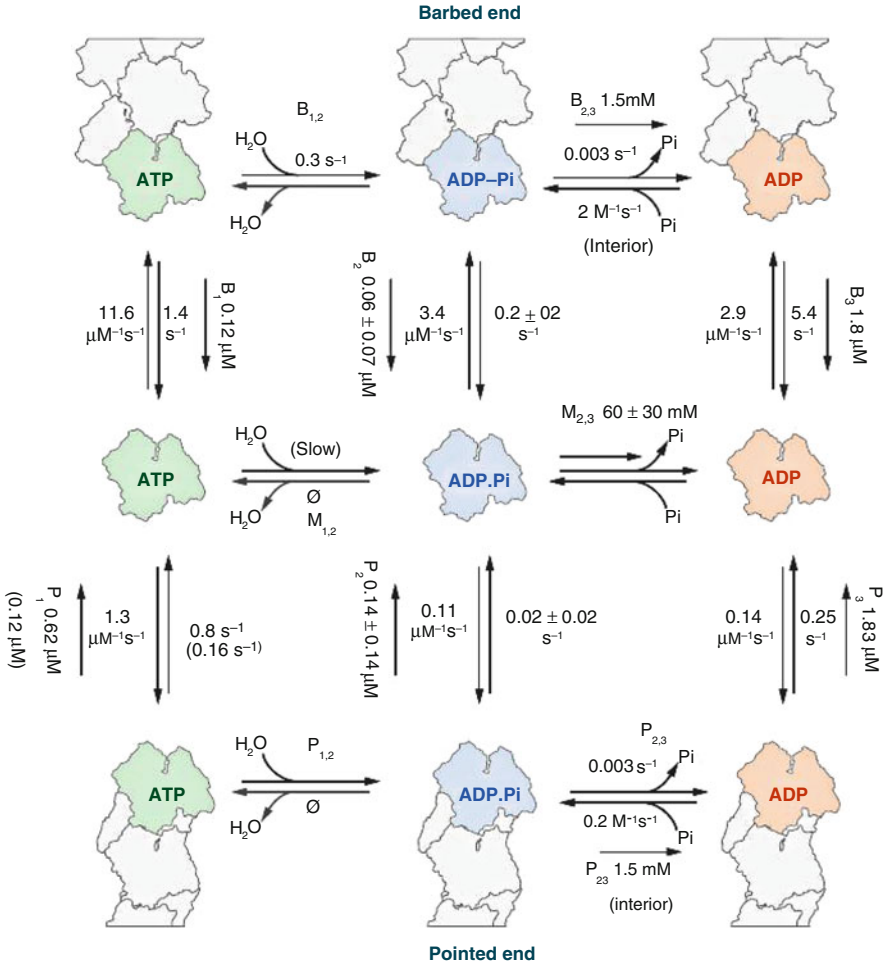 Barbed end
B1,2
H2O
0.3 s–1
H2O
B2,3 1.5mM
Pi
0.003 s–1
2 M–1s–1
Pi
(Interior)
ATP
ADP–Pi
ADP
11.6
μM–1s–1
1.4
s–1
B1 0.12 μM
B2 0.06 ± 0.07 μM
3.4
μM–1s–1
0.2 ± 02
s–1
2.9
μM–1s–1
5.4
s–1
B3 1.8 μM
H2O
(Slow)
H2O
Ø
M1,2
M2,3 60 ± 30 mM
Pi
Pi
ATP
ADP.Pi
ADP
P1 0.62 μM
(0.12 μM)
1.3
μM–1s–1
0.8 s–1
(0.16 s–1)
P2 0.14 ± 0.14 μM
0.11
μM–1s–1
0.02 ± 0.02
s–1
0.14
μM–1s–1
0.25
s–1
P3 1.83 μM
H2O
P1,2
H2O
Ø
P2,3
0.003 s–1
Pi
0.2 M–1s–1
Pi
P23 1.5 mM
(interior)
ATP
ADP.Pi
ADP
Pointed end